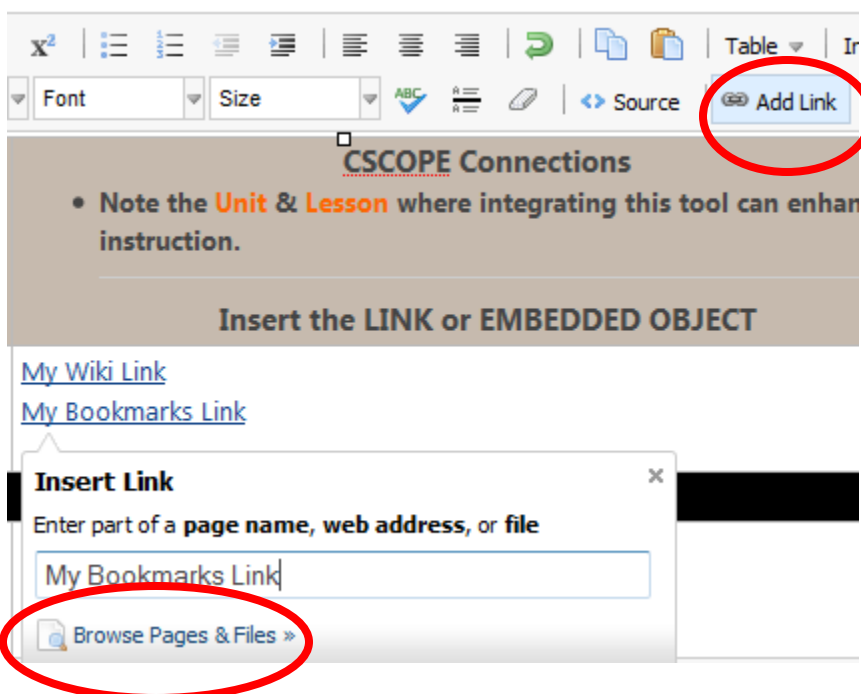 x² Table In
Font Size ABC Source Add Link
CSCOPE Connections
• Note the Unit & Lesson where integrating this tool can enhan
instruction.
Insert the LINK or EMBEDDED OBJECT
My Wiki Link
My Bookmarks Link
Insert Link
Enter part of a page name, web address, or file
My Bookmarks Link
Browse Pages & Files »